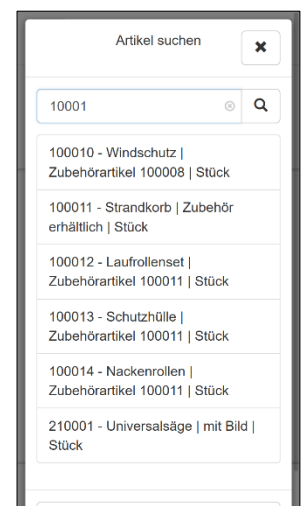 Artikel suchen
10001
100010 - Windschutz |
Zubehörartikel 100008 | Stück
100011 - Strandkorb | Zubehör
erhältlich | Stück
100012 - Laufrollenset |
Zubehörartikel 100011 | Stück
100013 - Schutzhülle |
Zubehörartikel 100011 | Stück
100014 - Nackenrollen |
Zubehörartikel 100011 | Stück
210001 - Universalsäge | mit Bild |
Stück